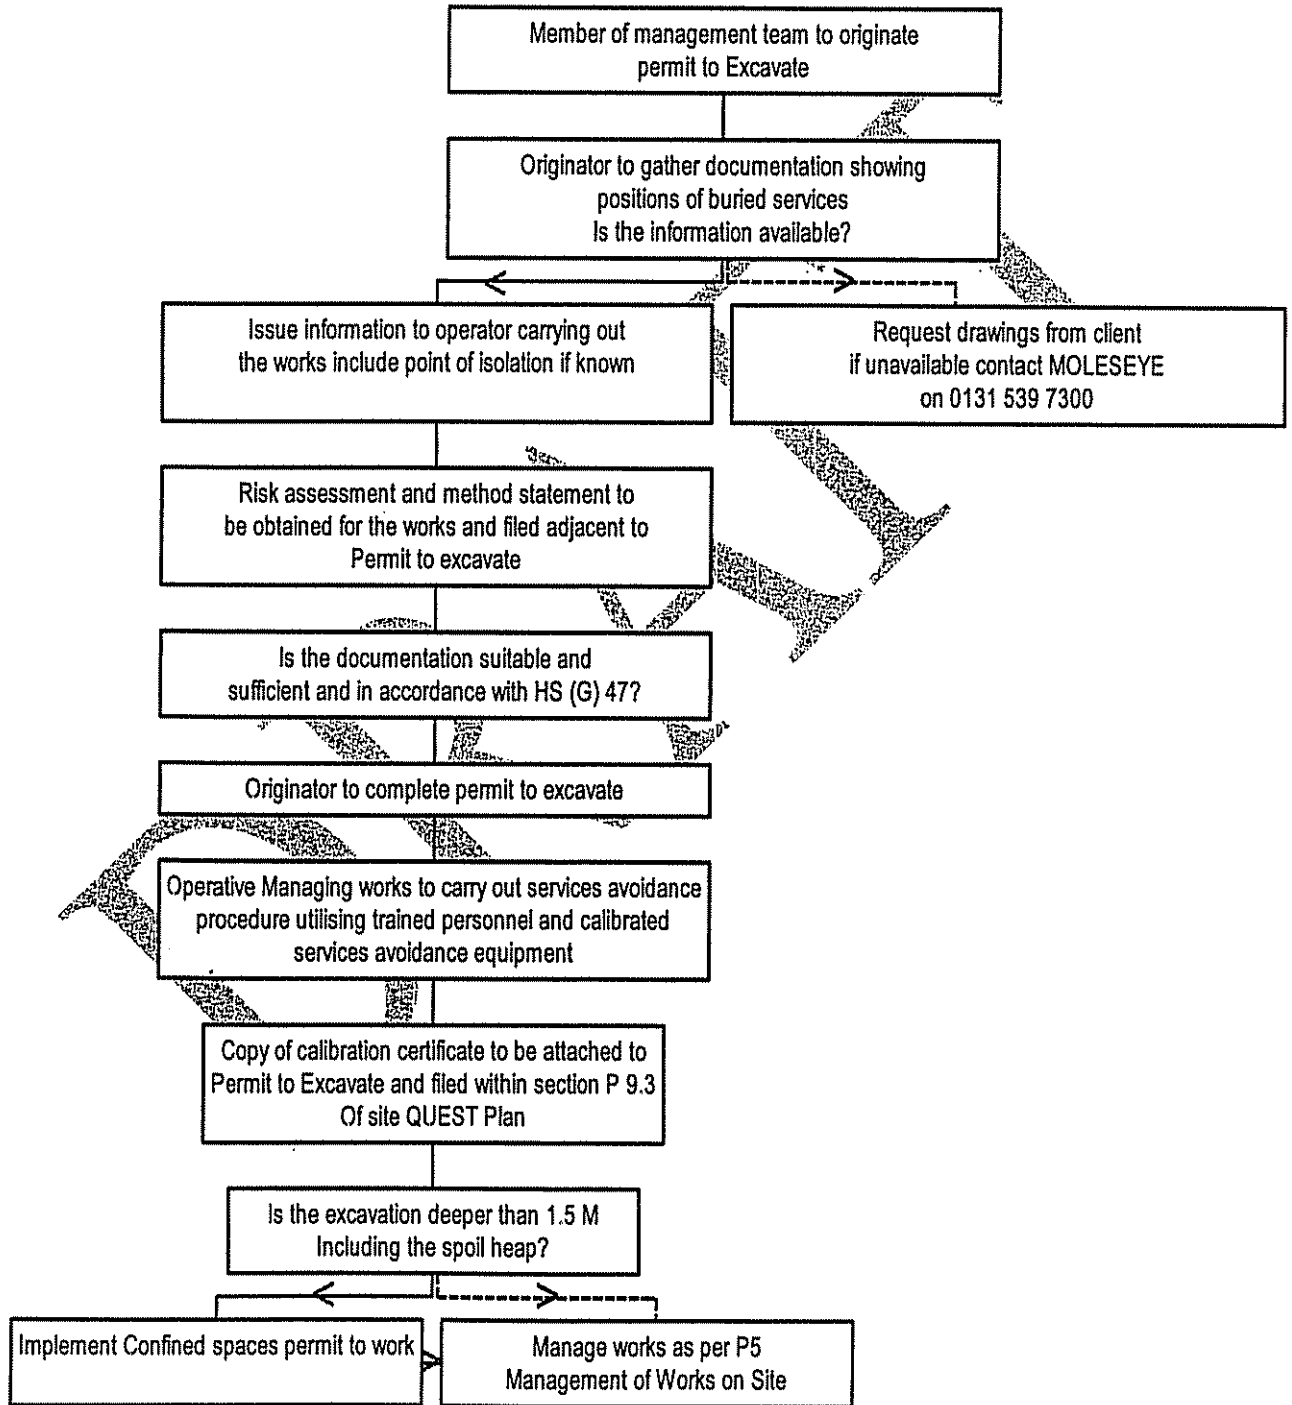 Member of management team to originate
permit to Excavate
Originator to gather documentation showing
positions of buried services
Is the information available?
Issue information to operator carrying out
the works include point of isolation if known
Request drawings from client
if unavailable contact MOLESEYE
on 0131 539 7300
Risk assessment and method statement to
be obtained for the works and filed adjacent to
Permit to excavate
Is the documentation suitable and
sufficient and in accordance with HS (G) 47?
Originator to complete permit to excavate
Operative Managing works to carry out services avoidance
procedure utilising trained personnel and calibrated
services avoidance equipment
Copy of calibration certificate to be attached to
Permit to Excavate and filed within section P 9.3
Of site QUEST Plan
Is the excavation deeper than 1.5 M
Including the spoil heap?
Implement Confined spaces permit to work
Manage works as per P5
Management of Works on Site